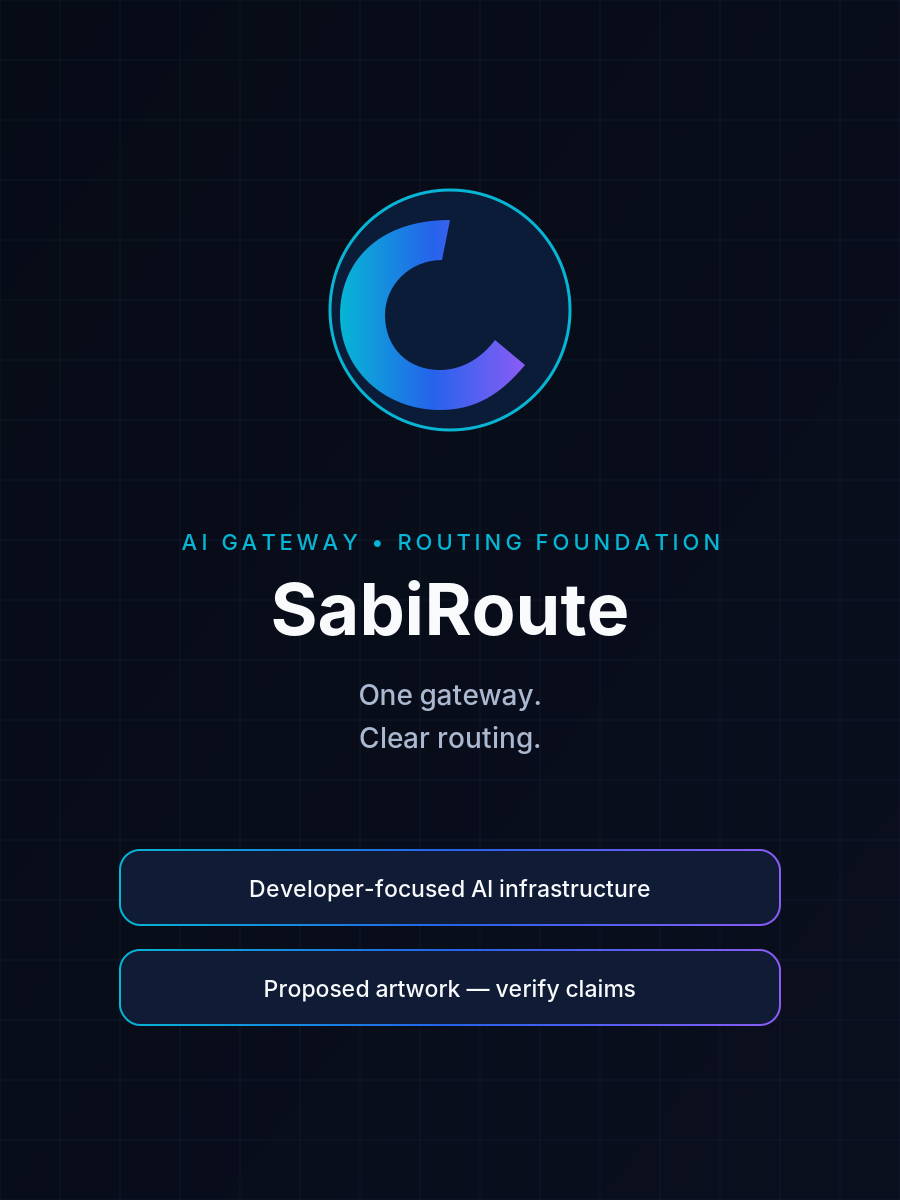 AI GATEWAY • ROUTING FOUNDATION
SabiRoute
One gateway.
Clear routing.
Developer-focused AI infrastructure
Proposed artwork — verify claims